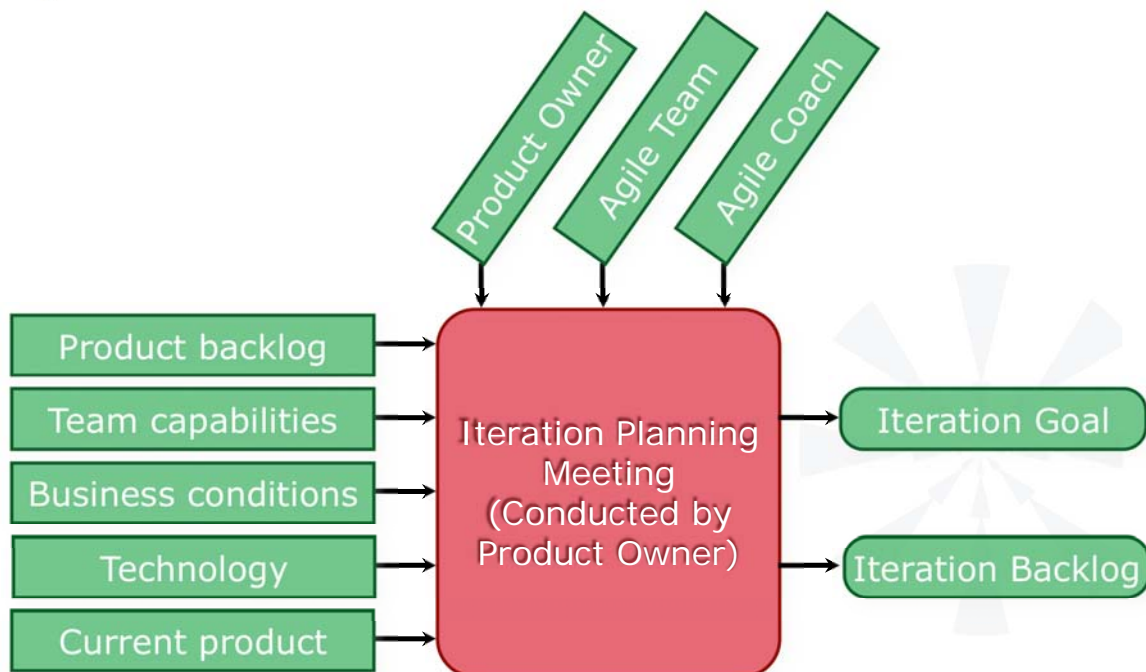 Product Owner
Agile Team
Agile Coach
Product backlog
Team capabilities
Business conditions
Technology
Current product
Iteration Planning
Meeting
(Conducted by
Product Owner)
Iteration Goal
Iteration Backlog